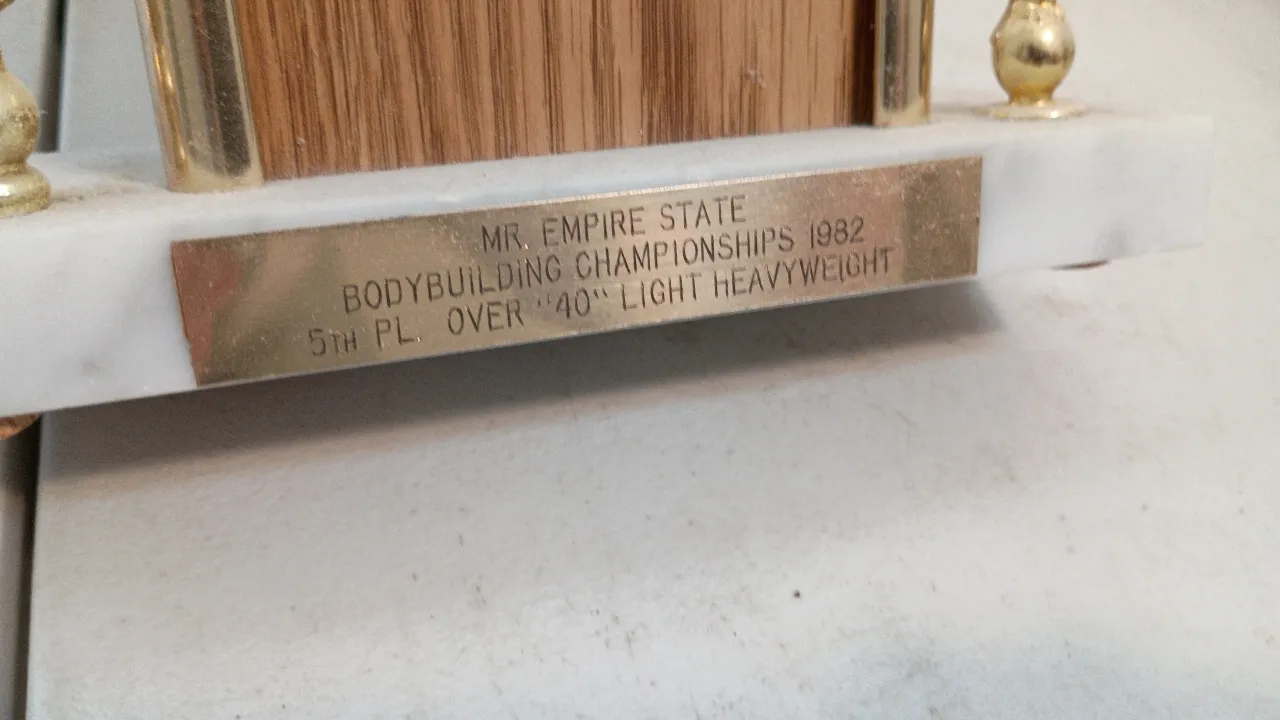 MR. EMPIRE STATE
BODYBUILDING CHAMPIONSHIPS 1982
5TH PL. OVER "40" LIGHT HEAVYWEIGHT